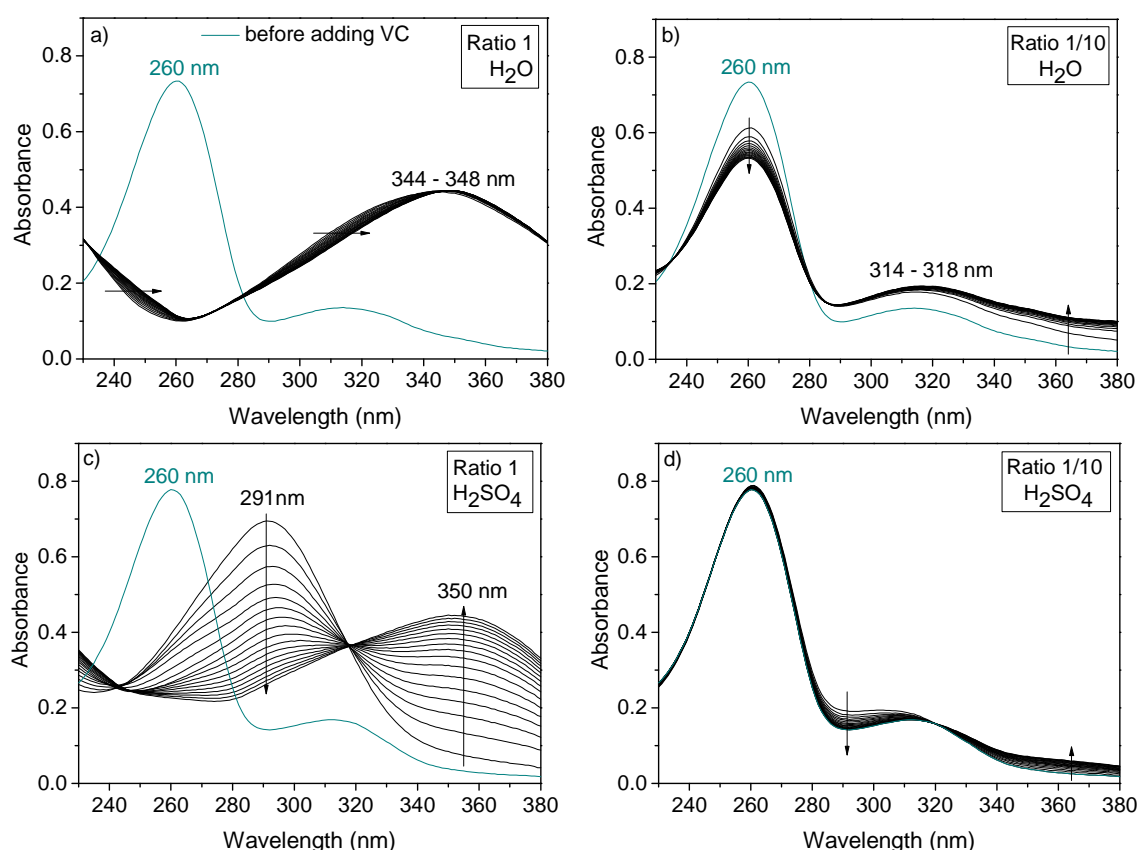 a)
before adding VC
Ratio 1
H₂O
260 nm
344 - 348 nm
0.8
0.6
0.4
0.2
0.0
Absorbance
240 260 280 300 320 340 360 380
Wavelength (nm)
b)
Ratio 1/10
H₂O
260 nm
314 - 318 nm
0.8
0.6
0.4
0.2
0.0
Absorbance
240 260 280 300 320 340 360 380
Wavelength (nm)
c)
Ratio 1
H₂SO₄
260 nm
291nm
350 nm
0.8
0.6
0.4
0.2
0.0
Absorbance
240 260 280 300 320 340 360 380
Wavelength (nm)
d)
Ratio 1/10
H₂SO₄
260 nm
0.8
0.6
0.4
0.2
0.0
Absorbance
240 260 280 300 320 340 360 380
Wavelength (nm)